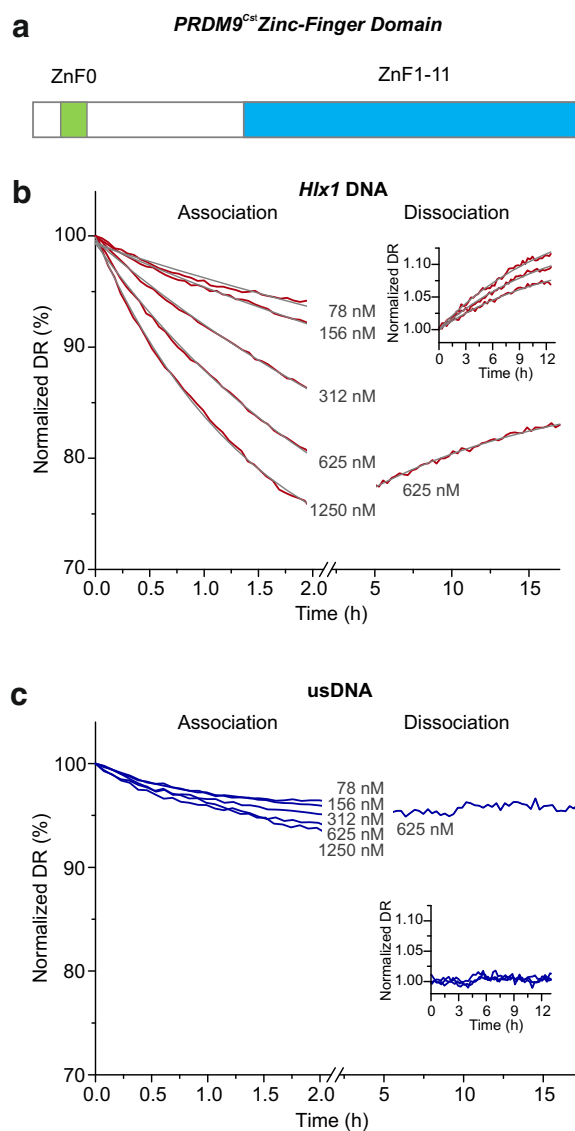 a
PRDM9Cst Zinc-Finger Domain
ZnF0
ZnF1-11
b
Hlx1 DNA
Association
Dissociation
100
90
80
70
Normalized DR (%)
78 nM
156 nM
312 nM
625 nM
1250 nM
625 nM
Normalized DR
1.10
1.05
1.00
0 3 6 9 12
Time (h)
0.0 0.5 1.0 1.5 2.0 5 10 15
Time (h)
c
usDNA
Association
Dissociation
100
90
80
70
Normalized DR (%)
78 nM
156 nM
312 nM
625 nM
1250 nM
625 nM
Normalized DR
1.10
1.05
1.00
0 3 6 9 12
Time (h)
0.0 0.5 1.0 1.5 2.0 5 10 15
Time (h)